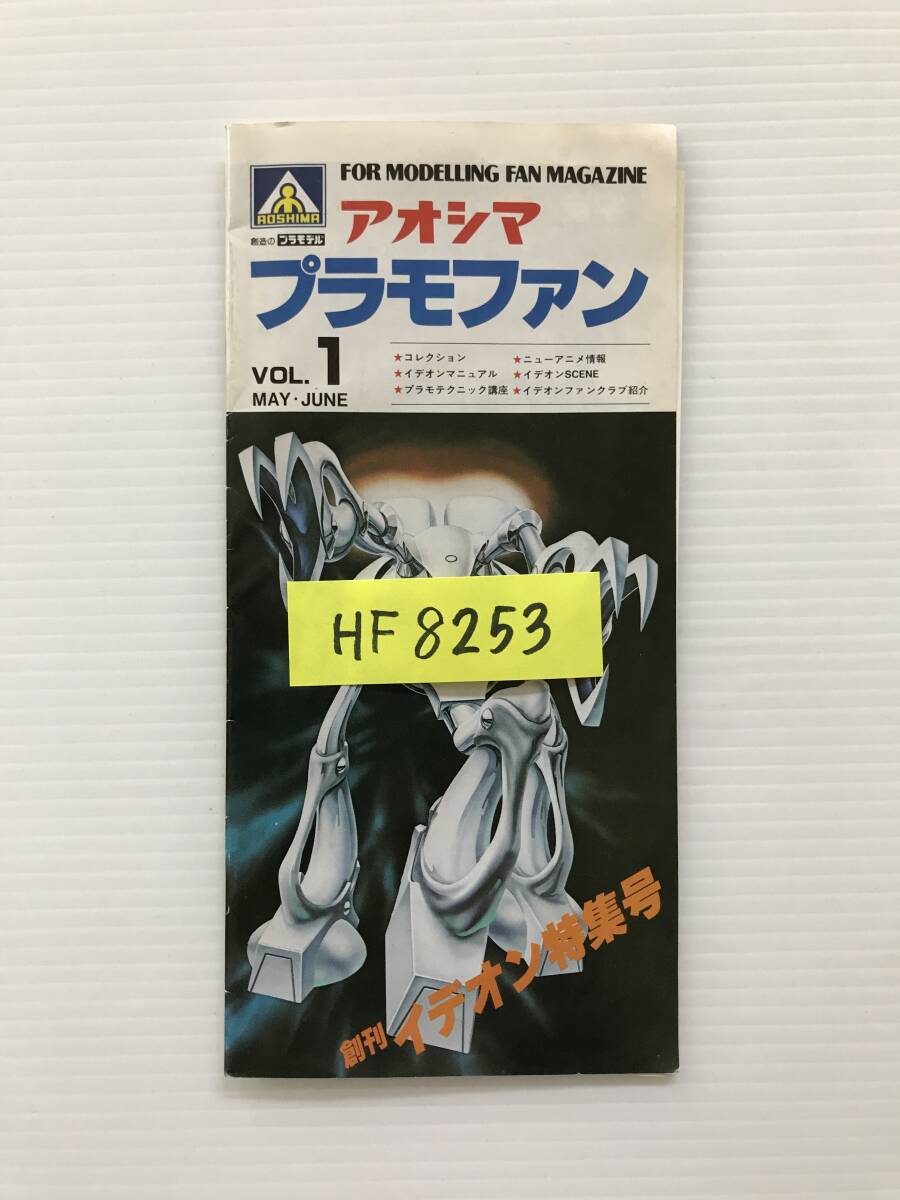 FOR MODELLING FAN MAGAZINE
AOSHIMA
創造のプラモデル
アオシマ
プラモファン
VOL. 1
MAY・JUNE
★コレクション ★ニューアニメ情報
★イデオンマニュアル ★イデオンSCENE
★プラモテクニック講座 ★イデオンファンクラブ紹介
HF 8253
創刊 イデオン特集号